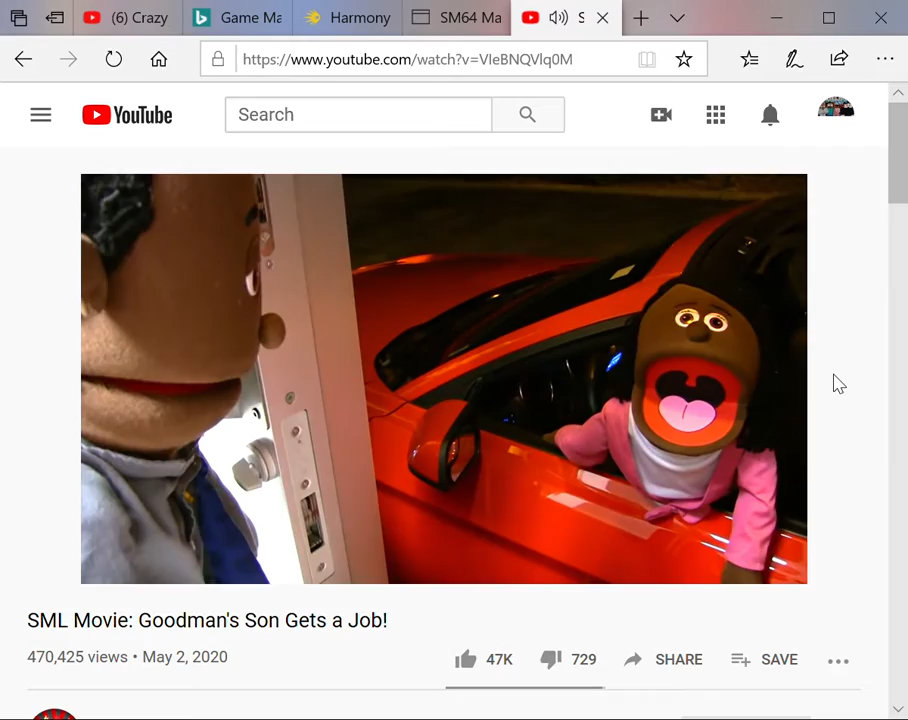 (6) Crazy
Game Ma
Harmony
SM64 Ma
S
https://www.youtube.com/watch?v=VIeBNQVlq0M
YouTube
Search
SML Movie: Goodman's Son Gets a Job!
470,425 views • May 2, 2020
47K
729
SHARE
SAVE